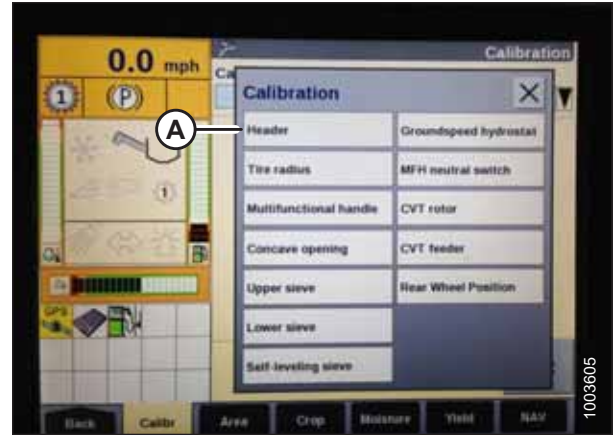 0.0 mph
Calibration
Ca
1
(P)
Calibration
A
Header
Groundspeed hydrostat
Tire radius
MFH neutral switch
Multifunctional handle
CVT rotor
1
Concave opening
CVT feeder
Upper sieve
Rear Wheel Position
Lower sieve
GPS
Self-leveling sieve
Back
Calibr
Area
Crop
Moisture
Yield
NAV
1003605